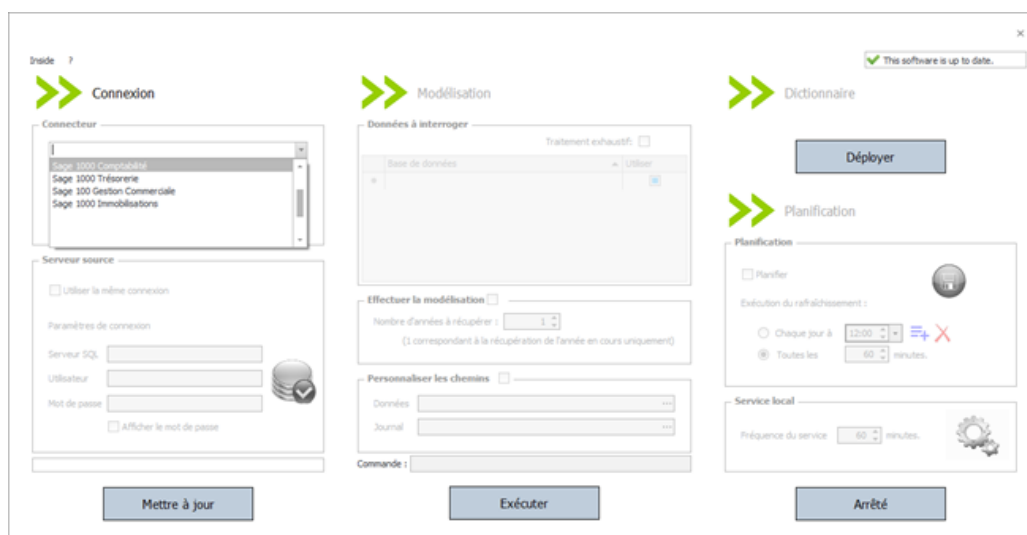 Inside ?
This software is up to date.
Connexion
Connecteur
Sage 1000 Comptabilité
Sage 1000 Trésorerie
Sage 100 Gestion Commerciale
Sage 1000 Immobilisations
Serveur source
Utiliser la même connexion
Paramètres de connexion
Serveur SQL
Utilisateur
Mot de passe
Afficher le mot de passe
Mettre à jour
Modélisation
Données à interroger
Traitement exhaustif:
Base de données Utiliser
Effectuer la modélisation
Nombre d'années à récupérer : 1
(1 correspondant à la récupération de l'année en cours uniquement)
Personnaliser les chemins
Données ...
Journal ...
Commande :
Exécuter
Dictionnaire
Déployer
Planification
Planification
Planifier
Exécution du rafraîchissement :
Chaque jour à 12:00
Toutes les 60 minutes.
Service local
Fréquence du service 60 minutes.
Arrêté